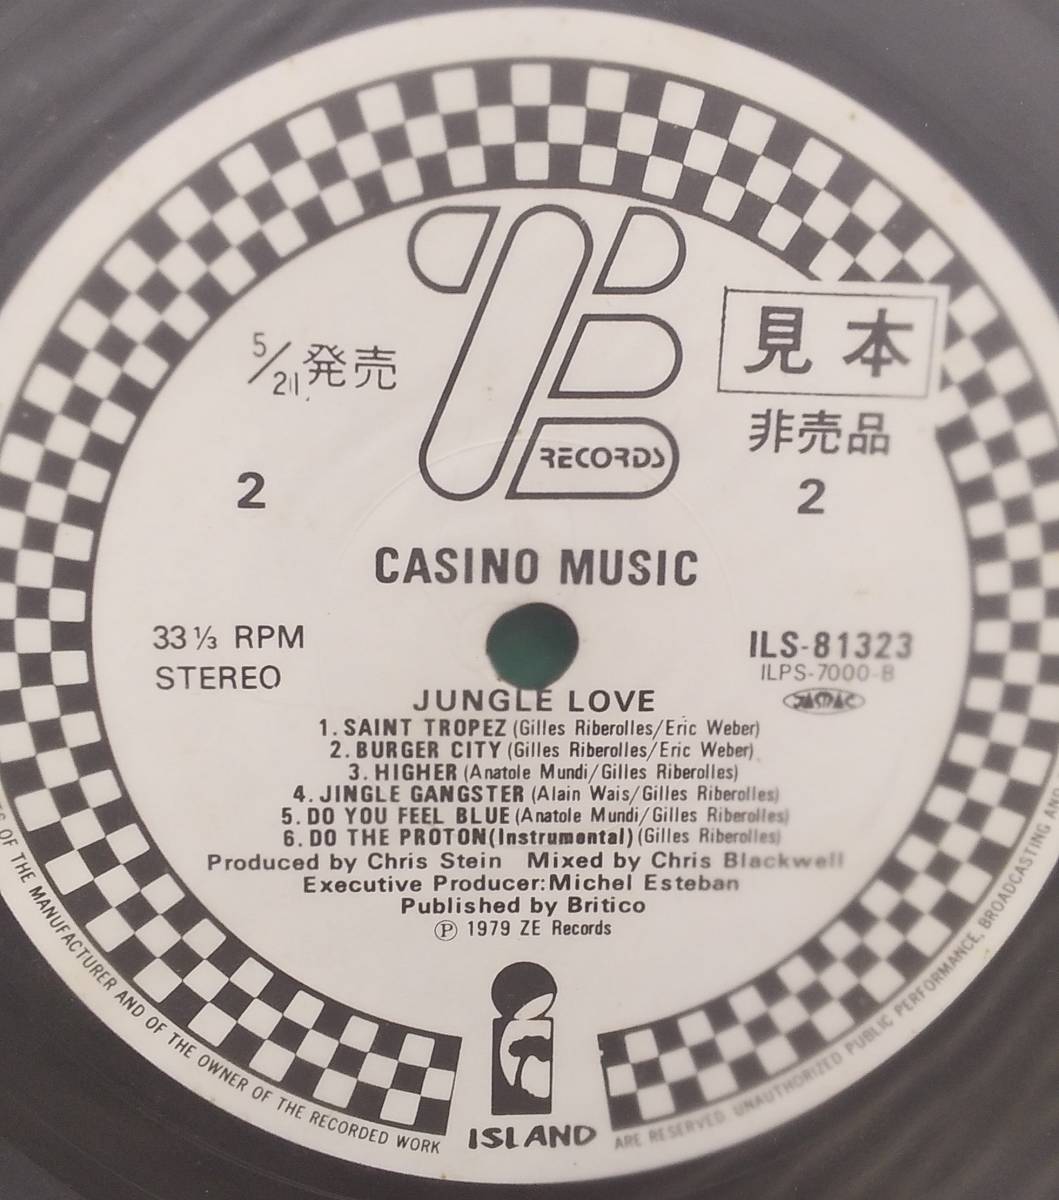 ZE
RECORDS
5/21 発売
見本
非売品
2
2
CASINO MUSIC
33⅓ RPM
STEREO
ILS-81323
ILPS-7000-B
JASRAC
JUNGLE LOVE
1. SAINT TROPEZ (Gilles Riberolles/Eric Weber)
2. BURGER CITY (Gilles Riberolles/Eric Weber)
3. HIGHER (Anatole Mundi/Gilles Riberolles)
4. JINGLE GANGSTER (Alain Wais/Gilles Riberolles)
5. DO YOU FEEL BLUE (Anatole Mundi/Gilles Riberolles)
6. DO THE PROTON(Instrumental) (Gilles Riberolles)
Produced by Chris Stein Mixed by Chris Blackwell
Executive Producer:Michel Esteban
Published by Britico
Ⓟ 1979 ZE Records
ISLAND
OF THE MANUFACTURER AND OF THE OWNER OF THE RECORDED WORK ARE RESERVED UNAUTHORIZED PUBLIC PERFORMANCE, BROADCASTING AND